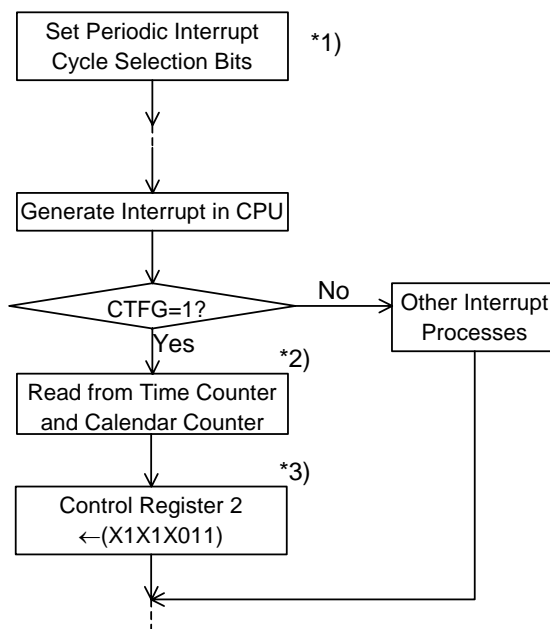 Set Periodic Interrupt
Cycle Selection Bits
*1)
Generate Interrupt in CPU
CTFG=1?
No
Other Interrupt
Processes
Yes
*2)
Read from Time Counter
and Calendar Counter
*3)
Control Register 2
←(X1X1X011)